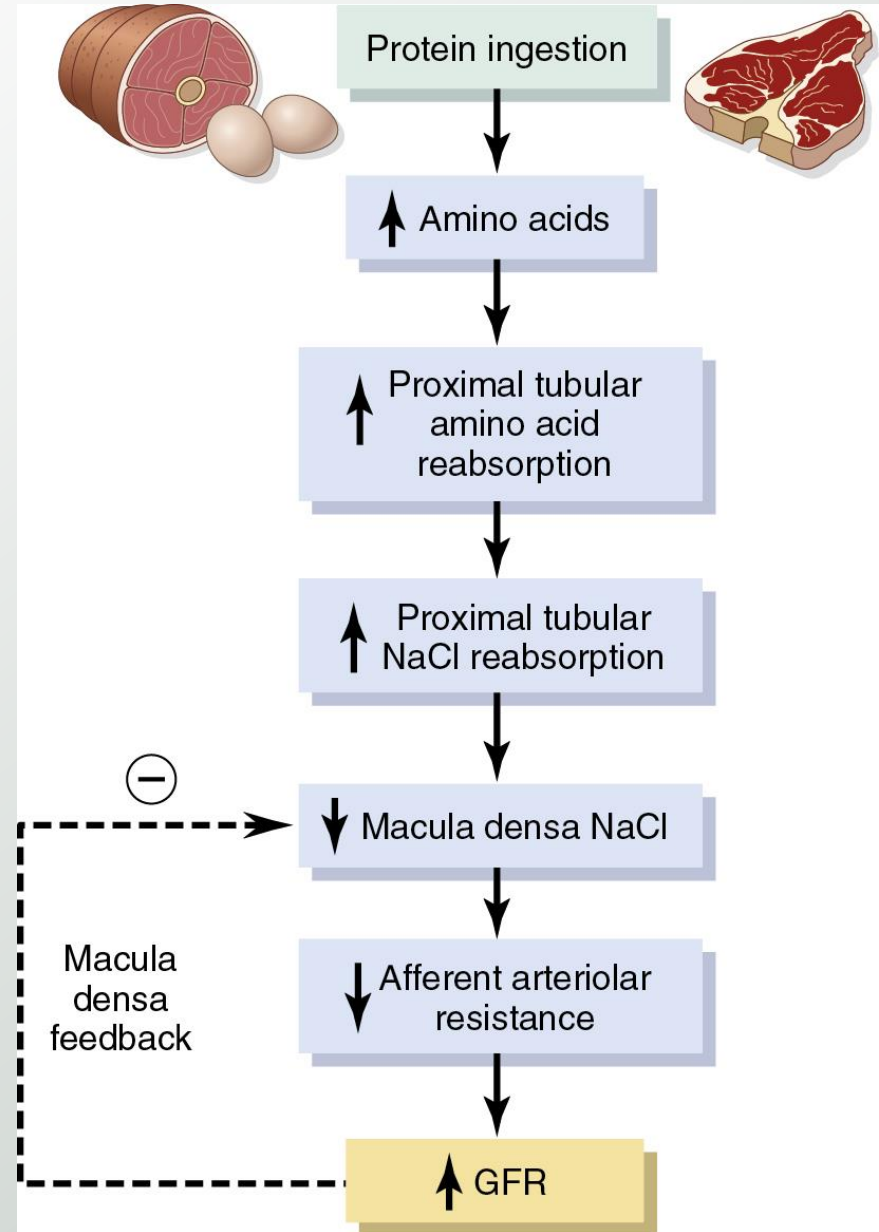 Protein ingestion
↑ Amino acids
↑ Proximal tubular
amino acid
reabsorption
↑ Proximal tubular
NaCl reabsorption
−
↓ Macula densa NaCl
↓ Afferent arteriolar
resistance
Macula
densa
feedback
↑ GFR